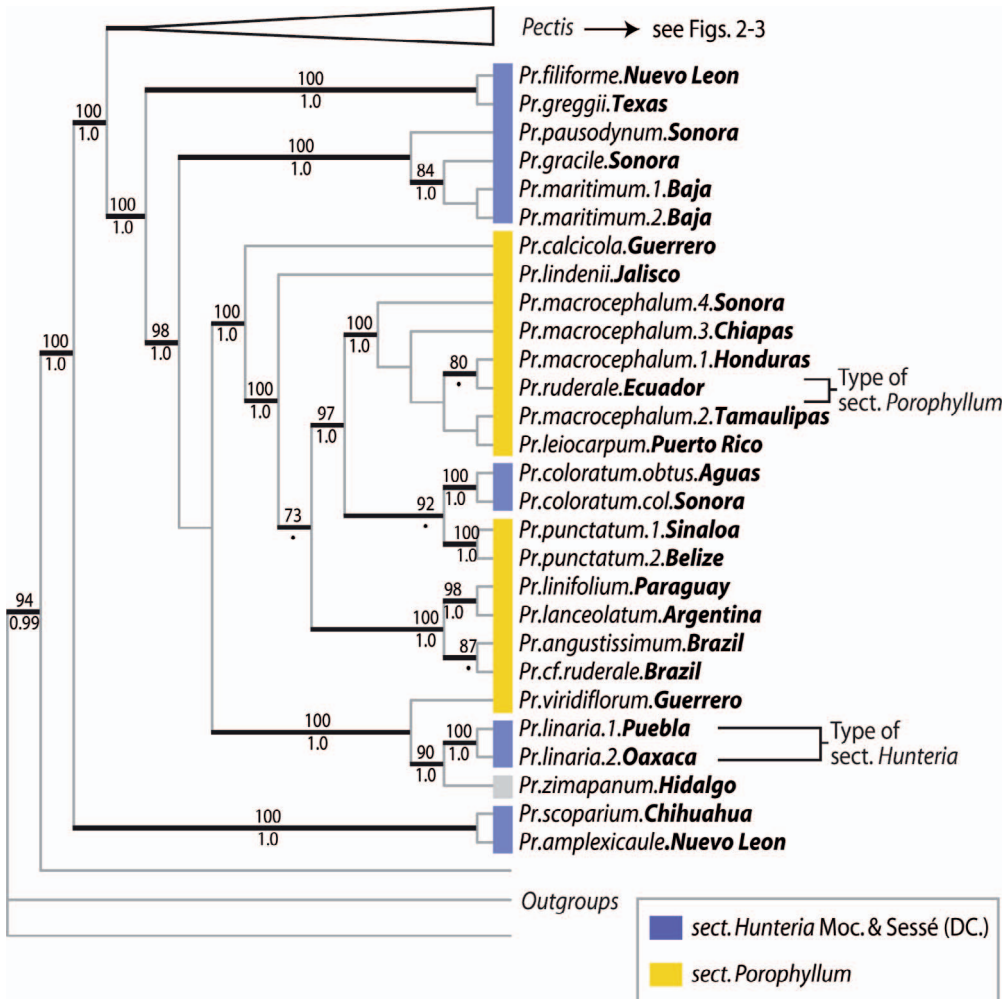 Pectis → see Figs. 2-3
Pr.filiforme.Nuevo Leon
Pr.greggii.Texas
Pr.pausodynum.Sonora
Pr.gracile.Sonora
Pr.maritimum.1.Baja
Pr.maritimum.2.Baja
Pr.calcicola.Guerrero
Pr.lindenii.Jalisco
Pr.macrocephalum.4.Sonora
Pr.macrocephalum.3.Chiapas
Pr.macrocephalum.1.Honduras
Pr.ruderale.Ecuador
Type of
sect. Porophyllum
Pr.macrocephalum.2.Tamaulipas
Pr.leiocarpum.Puerto Rico
Pr.coloratum.obtus.Aguas
Pr.coloratum.col.Sonora
Pr.punctatum.1.Sinaloa
Pr.punctatum.2.Belize
Pr.linifolium.Paraguay
Pr.lanceolatum.Argentina
Pr.angustissimum.Brazil
Pr.cf.ruderale.Brazil
Pr.viridiflorum.Guerrero
Pr.linaria.1.Puebla
Pr.linaria.2.Oaxaca
Type of
sect. Hunteria
Pr.zimapanum.Hidalgo
Pr.scoparium.Chihuahua
Pr.amplexicaule.Nuevo Leon
Outgroups
sect. Hunteria Moc. & Sessé (DC.)
sect. Porophyllum
100
1.0
100
1.0
100
1.0
100
1.0
84
1.0
100
1.0
98
1.0
100
1.0
100
1.0
100
1.0
80
•
97
1.0
73
•
92
•
100
1.0
100
1.0
98
1.0
100
1.0
87
•
94
0.99
100
1.0
100
1.0
90
1.0
100
1.0